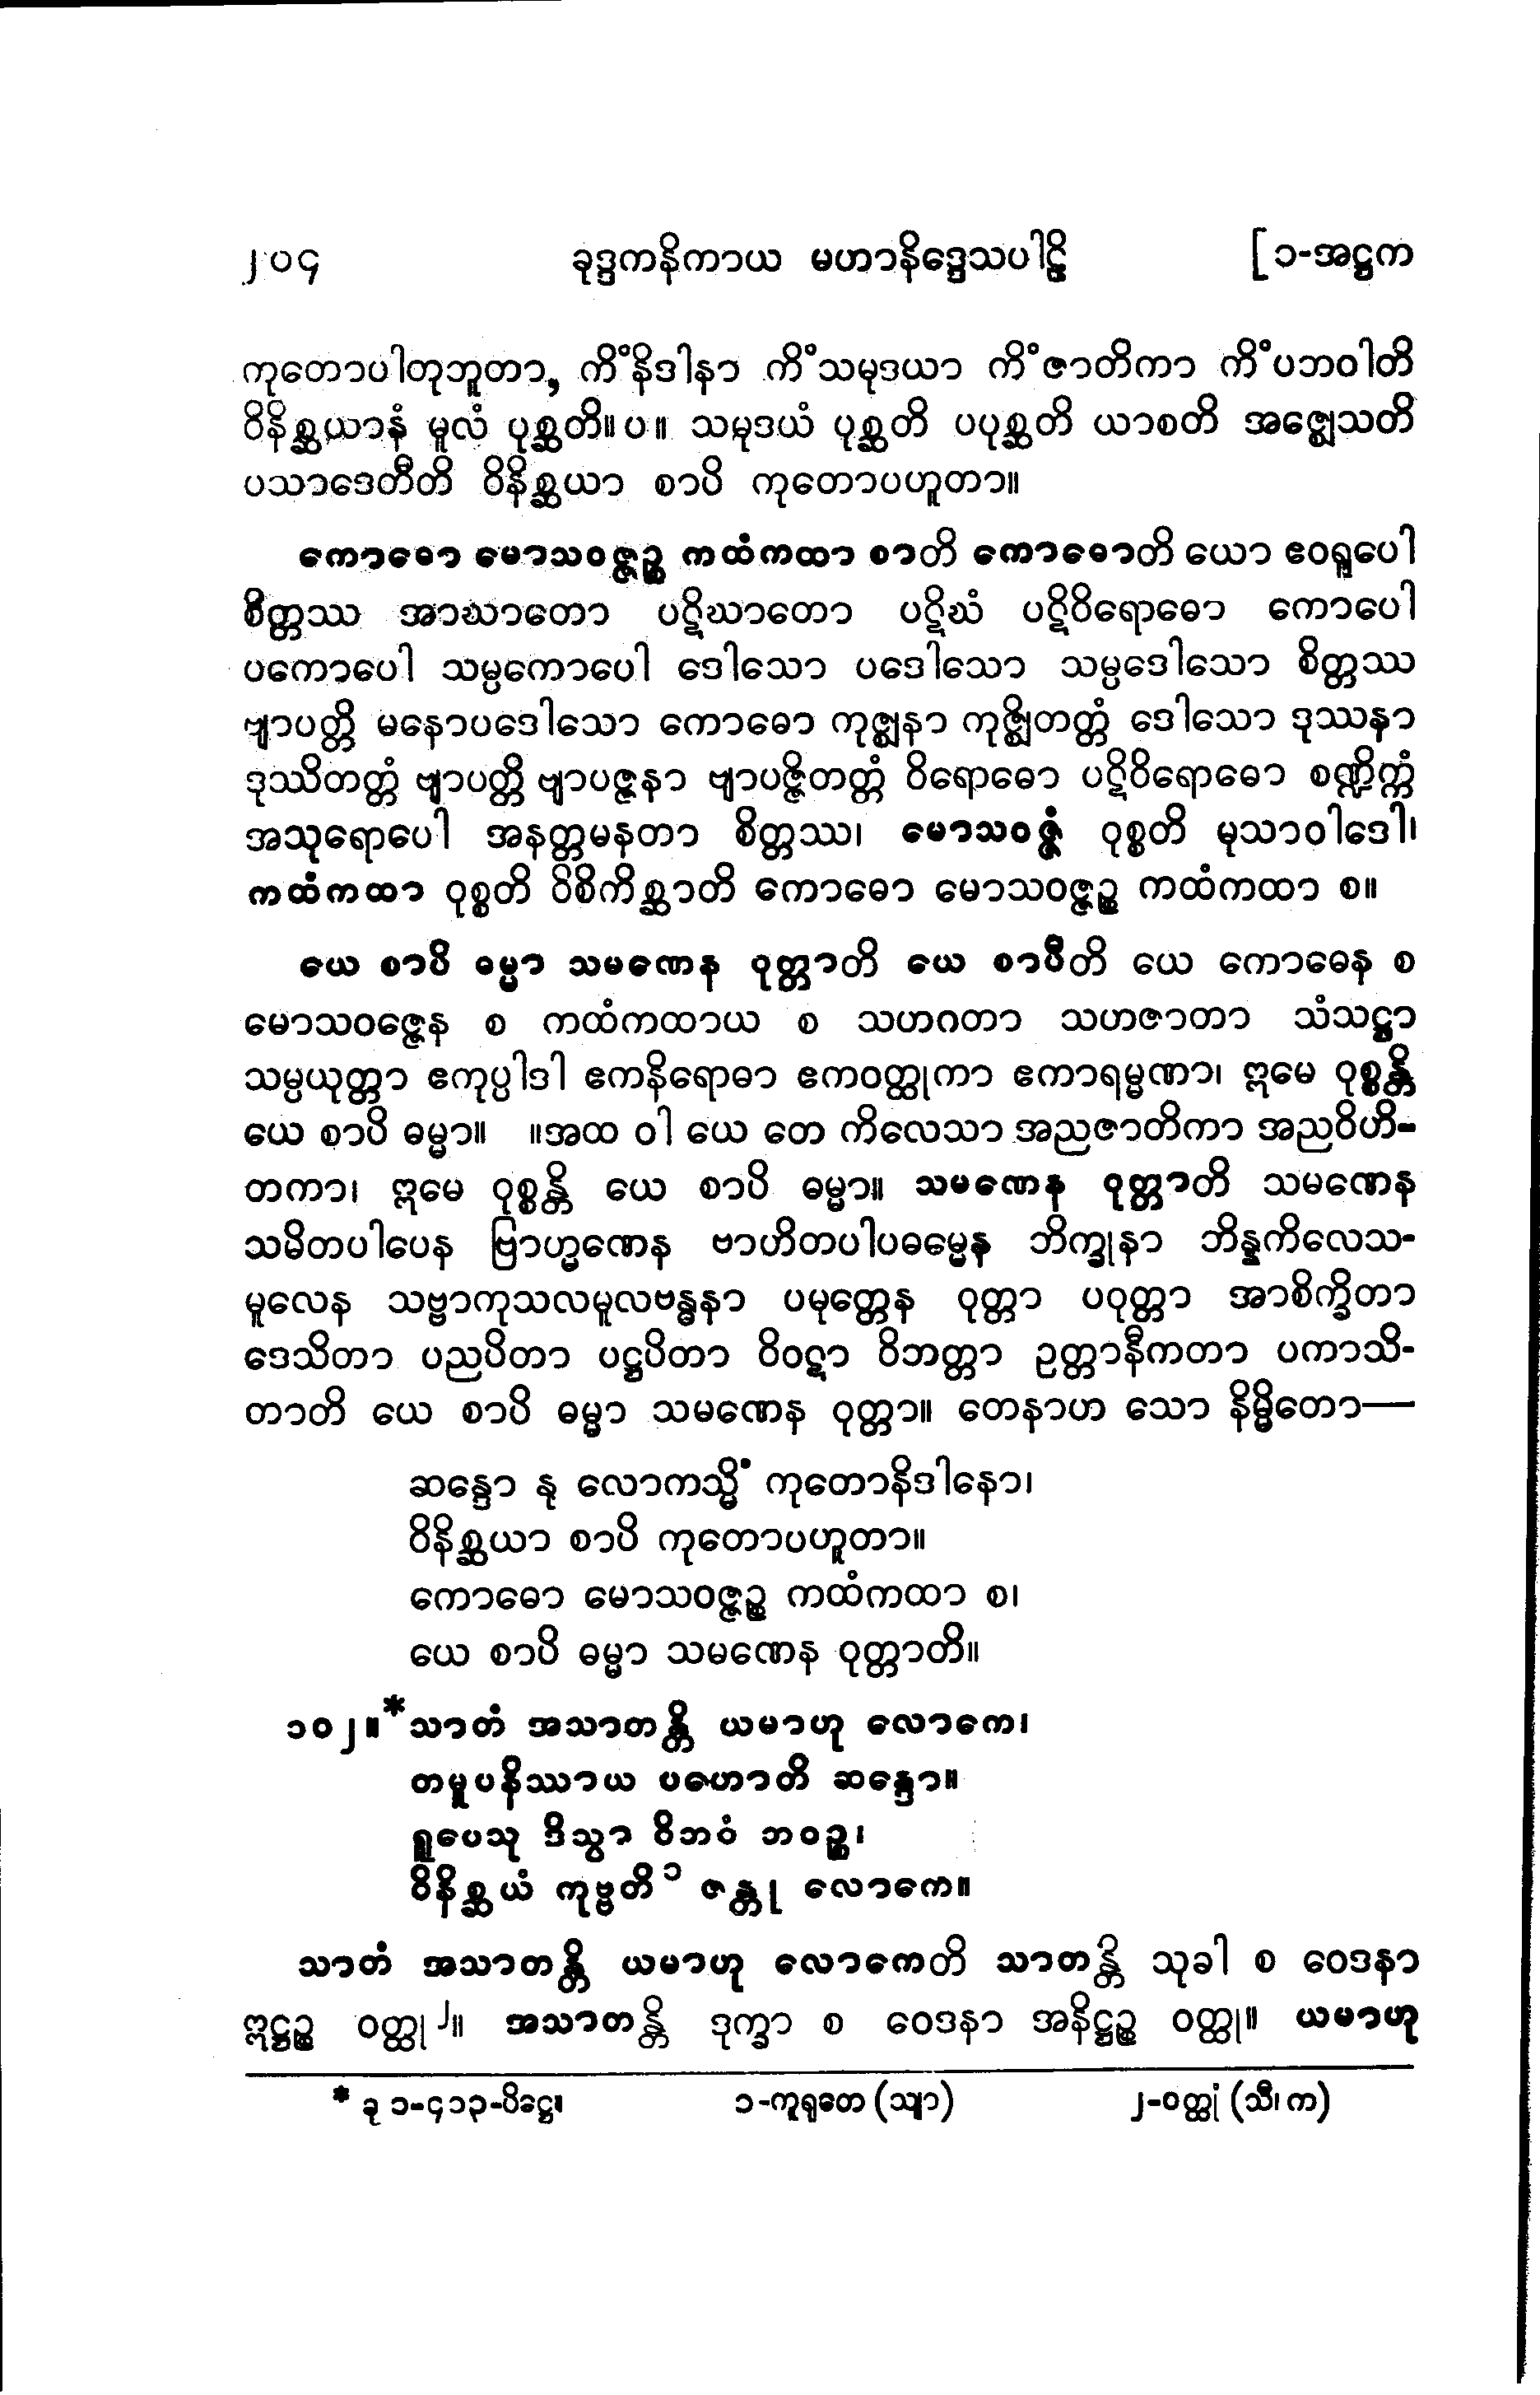 ၂၀၄ ခုဒ္ဒကနိကာယ မဟာနိဒ္ဒေသပါဠိ [ ၁-အဋ္ဌက
ကုတောပါတုဘူတာ, ကိံနိဒါနာ ကိံသမုဒယာ ကိံဇာတိကာ ကိံပဘဝါတိ
ဝိနိစ္ဆယာနံ မူလံ ပုစ္ဆတိ။ပ။ သမုဒယံ ပုစ္ဆတိ ပပုစ္ဆတိ ယာစတိ အဇ္ဈေသတိ
ပသာဒေတီတိ ဝိနိစ္ဆယာ စာပိ ကုတောပဟူတာ။
ကောဓော မောသဝဇ္ဇဉ္စ ကထံကထာ စာတိ ကောဓောတိ ယော ဧဝရူပေါ
စိတ္တဿ အာဃာတော ပဋိဃာတော ပဋိဃံ ပဋိဝိရောဓော ကောပေါ
ပကောပေါ သမ္ပကောပေါ ဒေါသော ပဒေါသော သမ္ပဒေါသော စိတ္တဿ
ဗျာပတ္တိ မနောပဒေါသော ကောဓော ကုဇ္ဈနာ ကုဇ္ဈိတတ္တံ ဒေါသော ဒုဿနာ
ဒုဿိတတ္တံ ဗျာပတ္တိ ဗျာပဇ္ဇနာ ဗျာပဇ္ဇိတတ္တံ ဝိရောဓော ပဋိဝိရောဓော စဏ္ဍိက္ကံ
အသုရောပေါ အနတ္တမနတာ စိတ္တဿ၊ မောသဝဇ္ဇံ ဝုစ္စတိ မုသာဝါဒေါ၊
ကထံကထာ ဝုစ္စတိ ဝိစိကိစ္ဆာတိ ကောဓော မောသဝဇ္ဇဉ္စ ကထံကထာ စ။
ယေ စာပိ ဓမ္မာ သမဏေန ဝုတ္တာတိ ယေ စာပီတိ ယေ ကောဓေန စ
မောသဝဇ္ဇေန စ ကထံကထာယ စ သဟဂတာ သဟဇာတာ သံသဋ္ဌာ
သမ္ပယုတ္တာ ဧကုပ္ပါဒါ ဧကနိရောဓာ ဧကဝတ္ထုကာ ဧကာရမ္မဏာ၊ ဣမေ ဝုစ္စန္တိ
ယေ စာပိ ဓမ္မာ။ ။အထ ဝါ ယေ တေ ကိလေသာ အညဇာတိကာ အညဝိဟိ-
တကာ၊ ဣမေ ဝုစ္စန္တိ ယေ စာပိ ဓမ္မာ။ သမဏေန ဝုတ္တာတိ သမဏေန
သမိတပါပေန ဗြာဟ္မဏေန ဗာဟိတပါပဓမ္မေန ဘိက္ခုနာ ဘိန္နကိလေသ-
မူလေန သဗ္ဗာကုသလမူလဗန္ဓနာ ပမုတ္တေန ဝုတ္တာ ပဝုတ္တာ အာစိက္ခိတာ
ဒေသိတာ ပညပိတာ ပဋ္ဌပိတာ ဝိဝဋာ ဝိဘတ္တာ ဥတ္တာနီကတာ ပကာသိ-
တာတိ ယေ စာပိ ဓမ္မာ သမဏေန ဝုတ္တာ။ တေနာဟ သော နိမ္မိတော—
ဆန္ဒော နု လောကသ္မိံ ကုတောနိဒါနော၊
ဝိနိစ္ဆယာ စာပိ ကုတောပဟူတာ။
ကောဓော မောသဝဇ္ဇဉ္စ ကထံကထာ စ၊
ယေ စာပိ ဓမ္မာ သမဏေန ဝုတ္တာတိ။
၁၀၂။*သာတံ အသာတန္တိ ယမာဟု လောကေ၊
တမူပနိဿာယ ပဟောတိ ဆန္ဒော။
ရူပေသု ဒိသွာ ဝိဘဝံ ဘဝဉ္စ၊
ဝိနိစ္ဆယံ ကုဗ္ဗတိ ၁ ဇန္တု လောကေ။
သာတံ အသာတန္တိ ယမာဟု လောကေတိ သာတန္တိ သုခါ စ ဝေဒနာ
ဣဋ္ဌဉ္စ ဝတ္ထု ၂။ အသာတန္တိ ဒုက္ခာ စ ဝေဒနာ အနိဋ္ဌဉ္စ ဝတ္ထု။ ယမာဟု
* ခု ၁-၄၁၃-ပိဋ္ဌေ။ ၁-ကူရုတေ (သျာ) ၂-ဝတ္ထုံ (သီ၊ က)